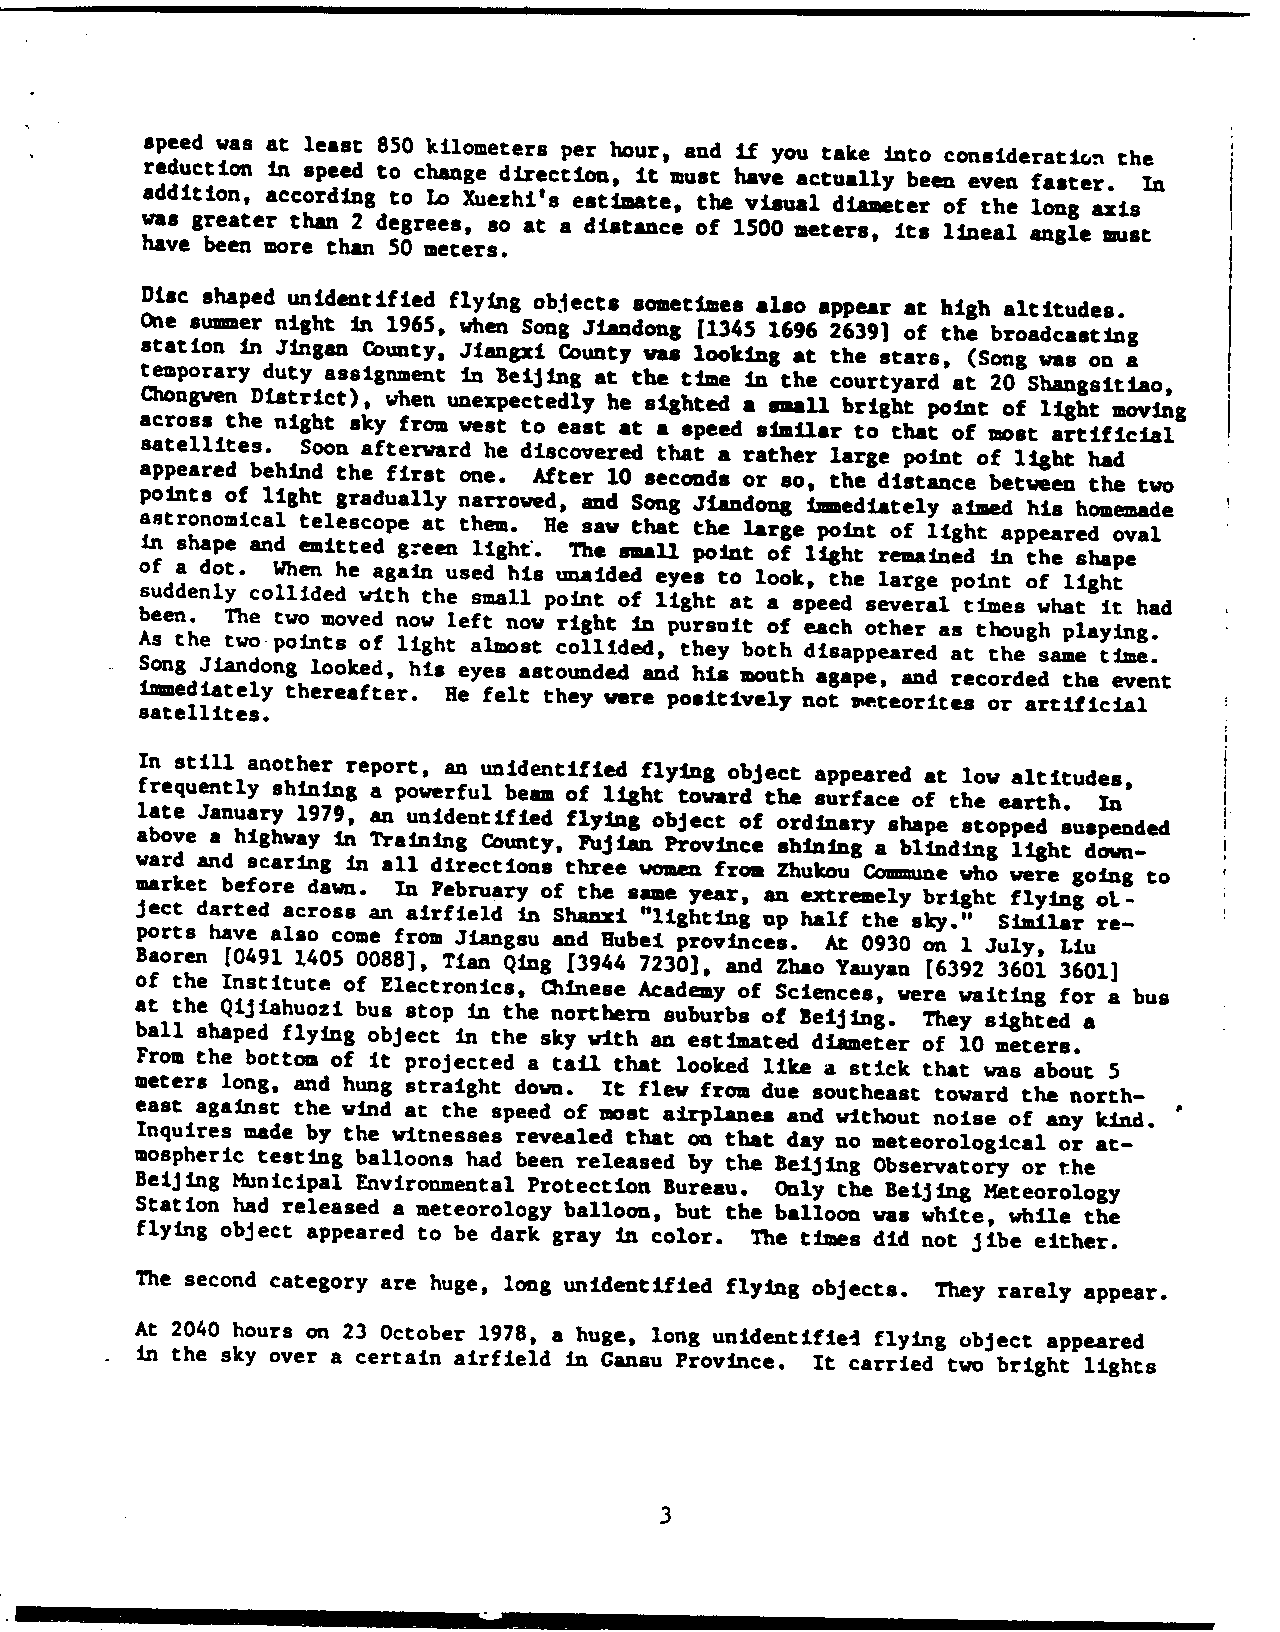 speed was at least 850 kilometers per hour, and if you take into consideration the
reduction in speed to change direction, it must have actually been even faster. In
addition, according to Lo Xuezhi's estimate, the visual diameter of the long axis
was greater than 2 degrees, so at a distance of 1500 meters, its lineal angle must
have been more than 50 meters.

Disc shaped unidentified flying objects sometimes also appear at high altitudes.
One summer night in 1965, when Song Jiandong [1345 1696 2639] of the broadcasting
station in Jingan County, Jiangxi County was looking at the stars, (Song was on a
temporary duty assignment in Beijing at the time in the courtyard at 20 Shangsitiao,
Chongwen District), when unexpectedly he sighted a small bright point of light moving
across the night sky from west to east at a speed similar to that of most artificial
satellites. Soon afterward he discovered that a rather large point of light had
appeared behind the first one. After 10 seconds or so, the distance between the two
points of light gradually narrowed, and Song Jiandong immediately aimed his homemade
astronomical telescope at them. He saw that the large point of light appeared oval
in shape and emitted green light. The small point of light remained in the shape
of a dot. When he again used his unaided eyes to look, the large point of light
suddenly collided with the small point of light at a speed several times what it had
been. The two moved now left now right in pursuit of each other as though playing.
As the two points of light almost collided, they both disappeared at the same time.
Song Jiandong looked, his eyes astounded and his mouth agape, and recorded the event
immediately thereafter. He felt they were positively not meteorites or artificial
satellites.

In still another report, an unidentified flying object appeared at low altitudes,
frequently shining a powerful beam of light toward the surface of the earth. In
late January 1979, an unidentified flying object of ordinary shape stopped suspended
above a highway in Training County, Fujian Province shining a blinding light down-
ward and scaring in all directions three women from Zhukou Commune who were going to
market before dawn. In February of the same year, an extremely bright flying ob-
ject darted across an airfield in Shanxi "lighting up half the sky." Similar re-
ports have also come from Jiangsu and Hubei provinces. At 0930 on 1 July, Liu
Baoren [0491 1405 0088], Tian Qing [3944 7230], and Zhao Yauyan [6392 3601 3601]
of the Institute of Electronics, Chinese Academy of Sciences, were waiting for a bus
at the Qijiahuozi bus stop in the northern suburbs of Beijing. They sighted a
ball shaped flying object in the sky with an estimated diameter of 10 meters.
From the bottom of it projected a tail that looked like a stick that was about 5
meters long, and hung straight down. It flew from due southeast toward the north-
east against the wind at the speed of most airplanes and without noise of any kind.
Inquires made by the witnesses revealed that on that day no meteorological or at-
mospheric testing balloons had been released by the Beijing Observatory or the
Beijing Municipal Environmental Protection Bureau. Only the Beijing Meteorology
Station had released a meteorology balloon, but the balloon was white, while the
flying object appeared to be dark gray in color. The times did not jibe either.

The second category are huge, long unidentified flying objects. They rarely appear.

At 2040 hours on 23 October 1978, a huge, long unidentified flying object appeared
in the sky over a certain airfield in Gansu Province. It carried two bright lights

3